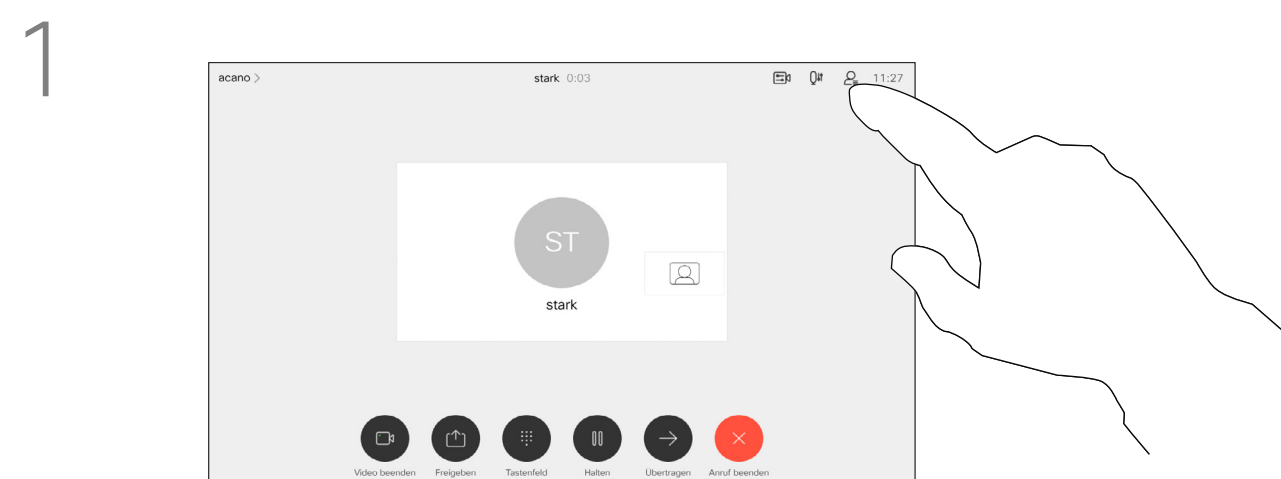 1
acano >
stark 0:03
11:27
ST
stark
Video beenden
Freigeben
Tastenfeld
Halten
Übertragen
Anruf beenden